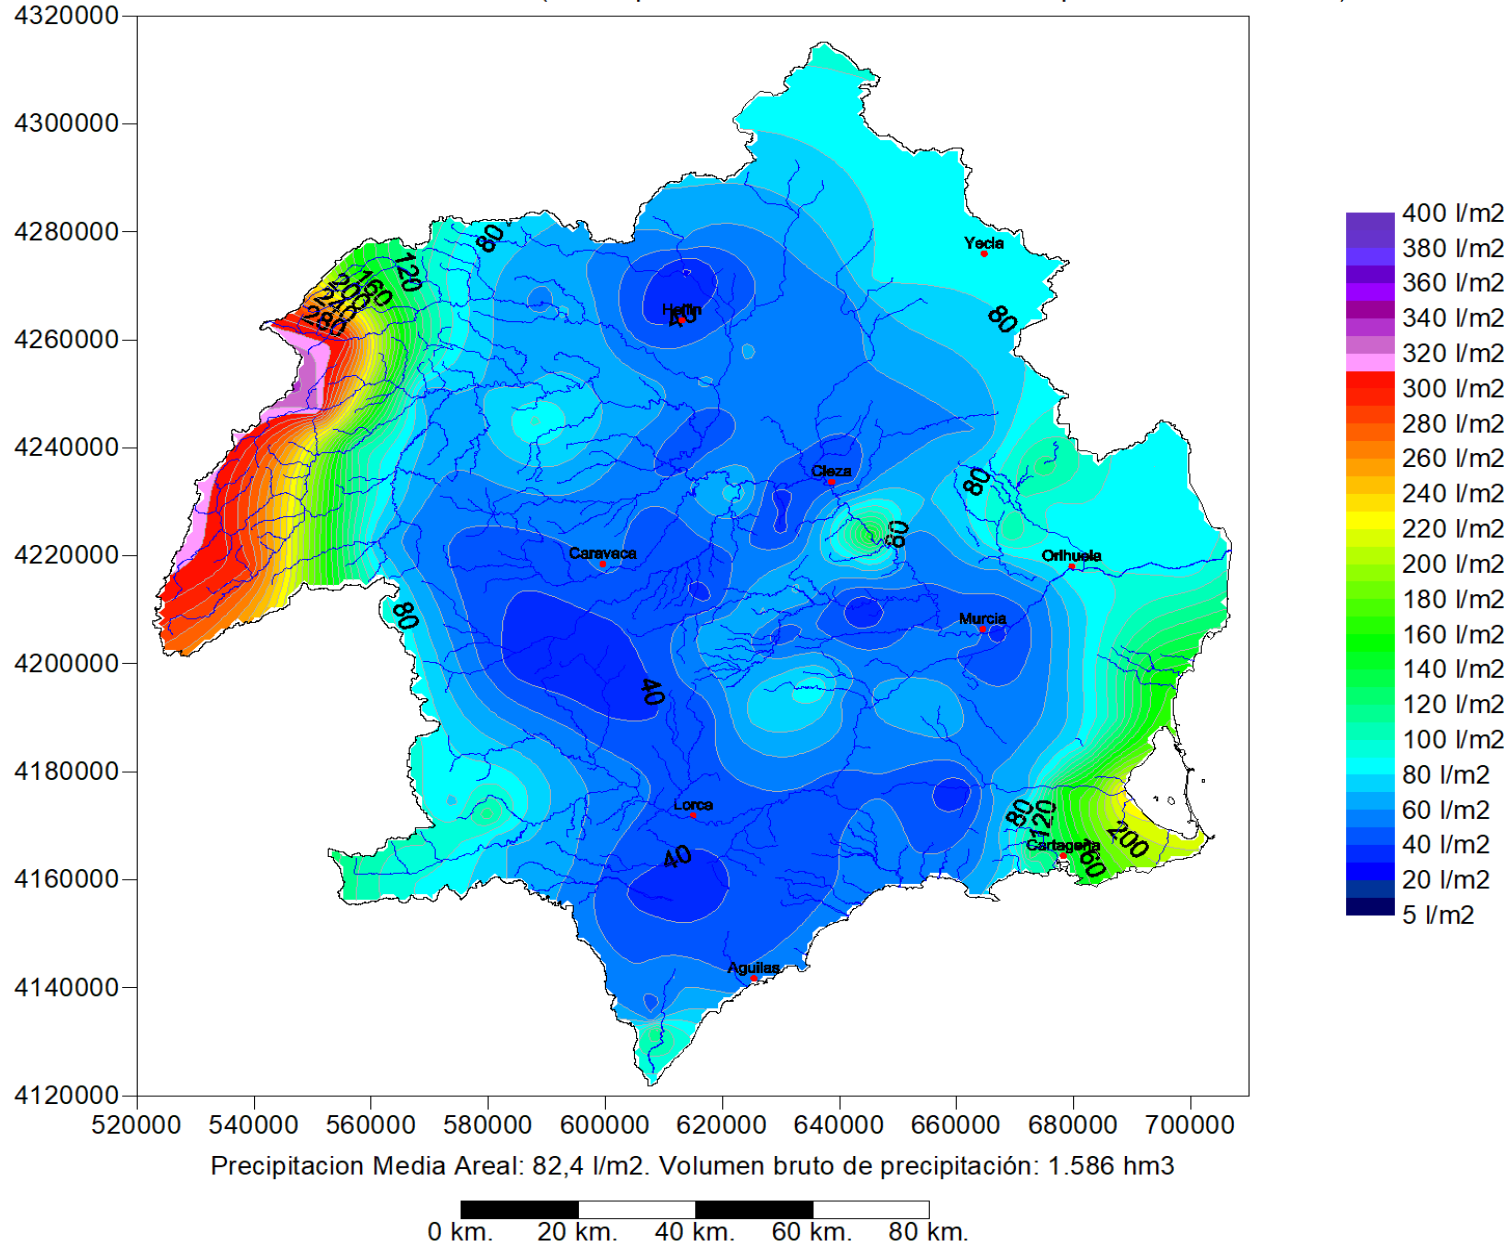 4320000
4300000
4280000
4260000
4240000
4220000
4200000
4180000
4160000
4140000
4120000
520000 540000 560000 580000 600000 620000 640000 660000 680000 700000
80
120
160
200
240
280
Yecla
Hellin
40
80
Cieza
80
60
Caravaca
Orihuela
80
Murcia
40
Lorca
80
120
40
Cartagena
200
160
Aguilas
400 l/m2
380 l/m2
360 l/m2
340 l/m2
320 l/m2
300 l/m2
280 l/m2
260 l/m2
240 l/m2
220 l/m2
200 l/m2
180 l/m2
160 l/m2
140 l/m2
120 l/m2
100 l/m2
80 l/m2
60 l/m2
40 l/m2
20 l/m2
5 l/m2
Precipitacion Media Areal: 82,4 l/m2. Volumen bruto de precipitación: 1.586 hm3
0 km. 20 km. 40 km. 60 km. 80 km.